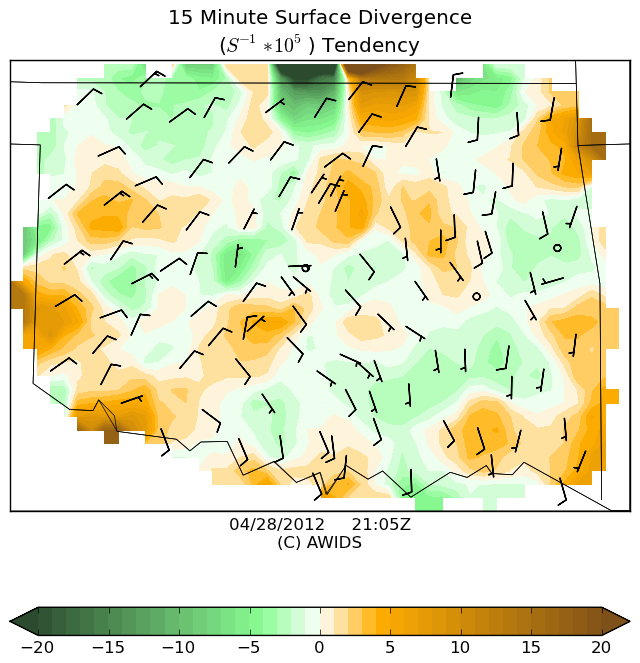 15 Minute Surface Divergence
(S⁻¹ *10⁵ ) Tendency
04/28/2012 21:05Z
(C) AWIDS
−20 −15 −10 −5 0 5 10 15 20